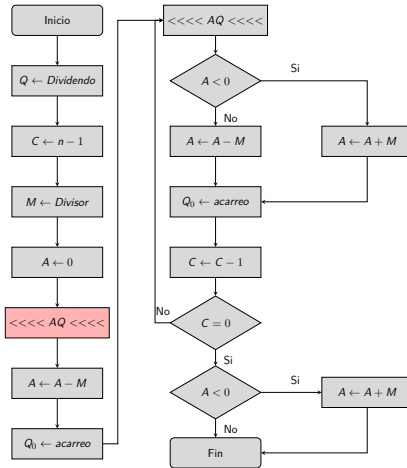 Inicio
Q ← Dividendo
C ← n − 1
M ← Divisor
A ← 0
<<<< AQ <<<<
A ← A − M
Q₀ ← acarreo
<<<< AQ <<<<
A < 0
Si
No
A ← A − M
A ← A + M
Q₀ ← acarreo
C ← C − 1
C = 0
No
Si
A < 0
Si
No
A ← A + M
Fin